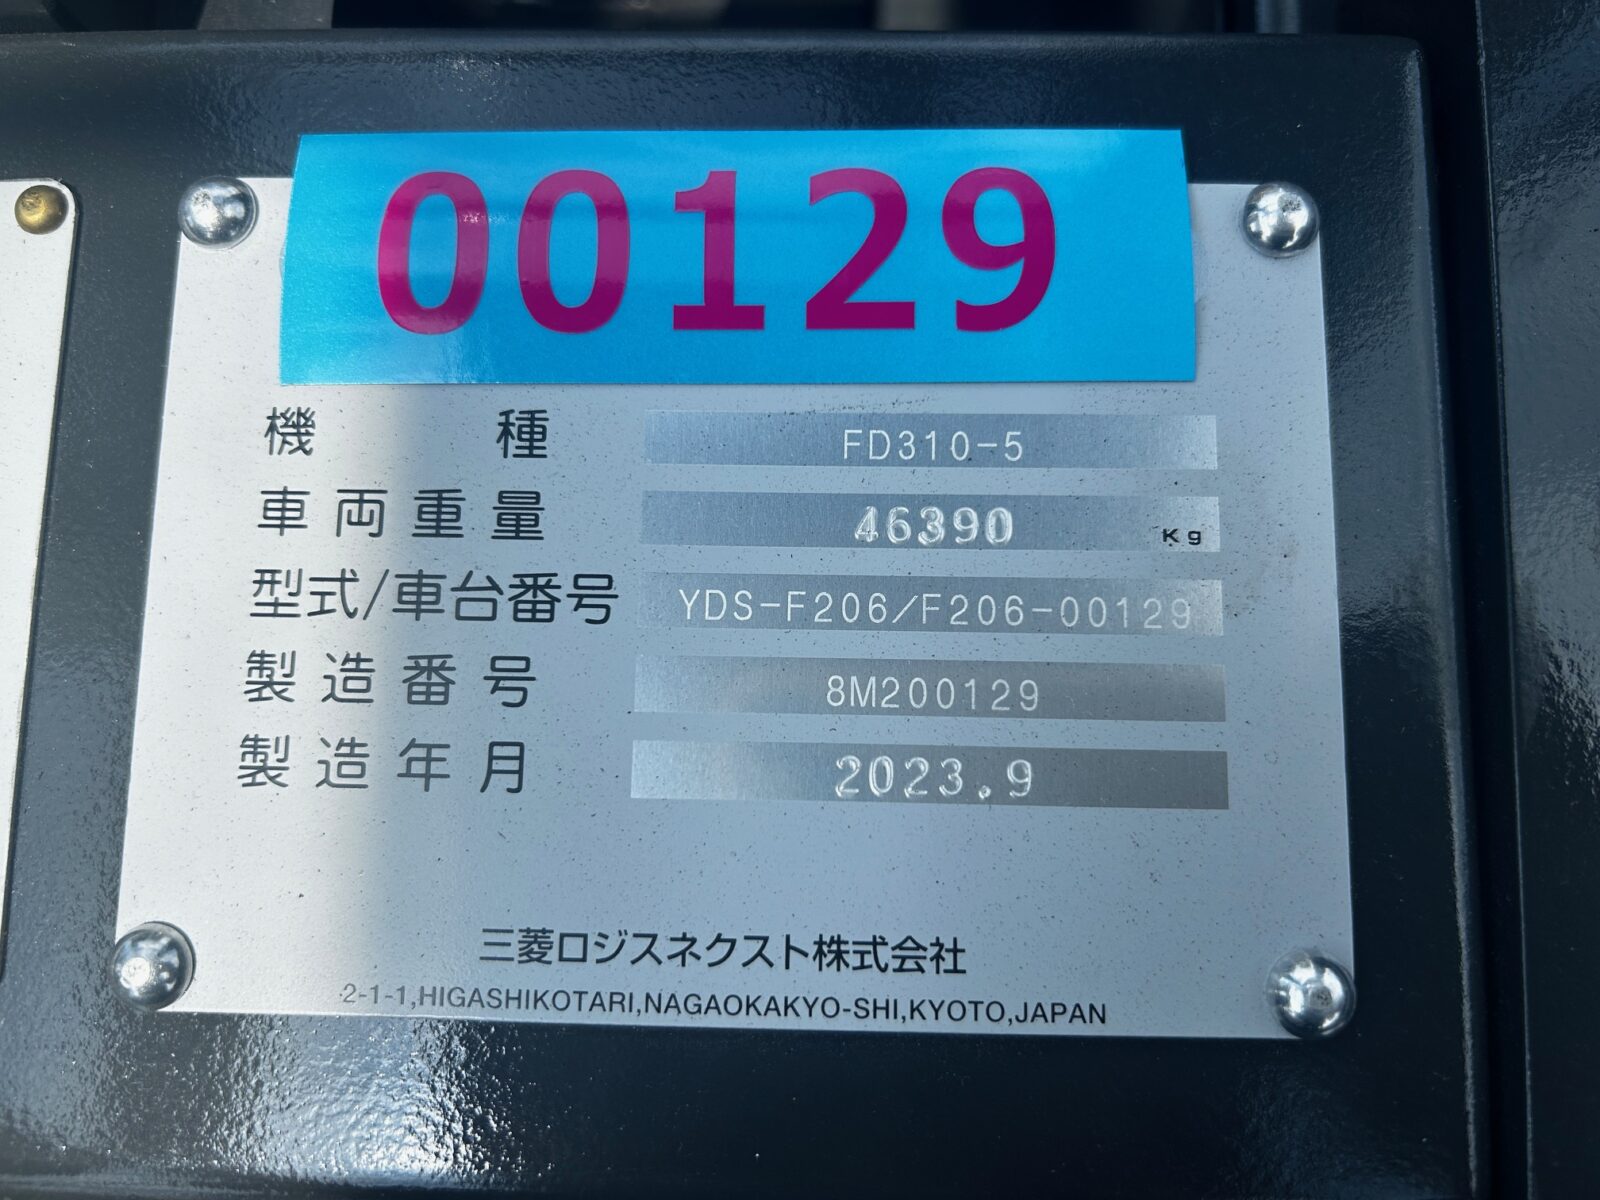 00129
機種 FD310-5
車両重量 46390 Kg
型式/車台番号 YDS-F206/F206-00129
製造番号 8M200129
製造年月 2023.9
三菱ロジスネクスト株式会社
2-1-1,HIGASHIKOTARI,NAGAOKAKYO-SHI,KYOTO,JAPAN